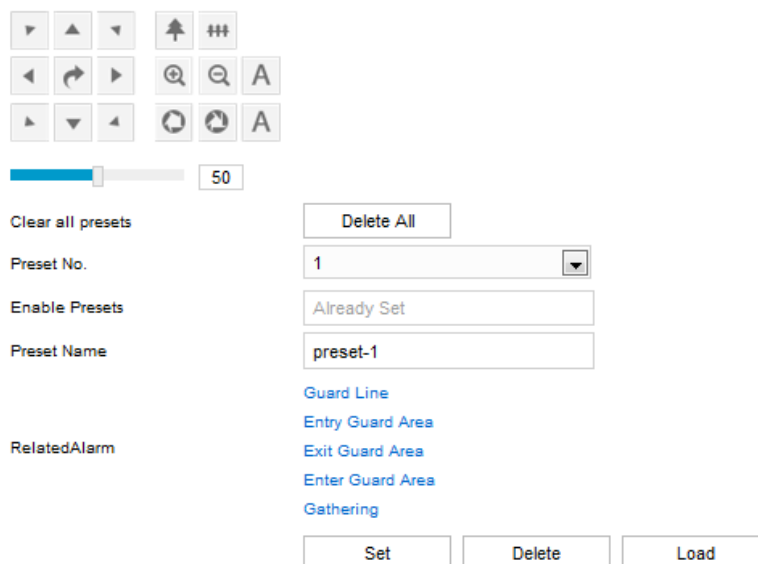 A
A
50
Clear all presets
Delete All
Preset No.
1
Enable Presets
Already Set
Preset Name
preset-1
RelatedAlarm
Guard Line
Entry Guard Area
Exit Guard Area
Enter Guard Area
Gathering
Set
Delete
Load